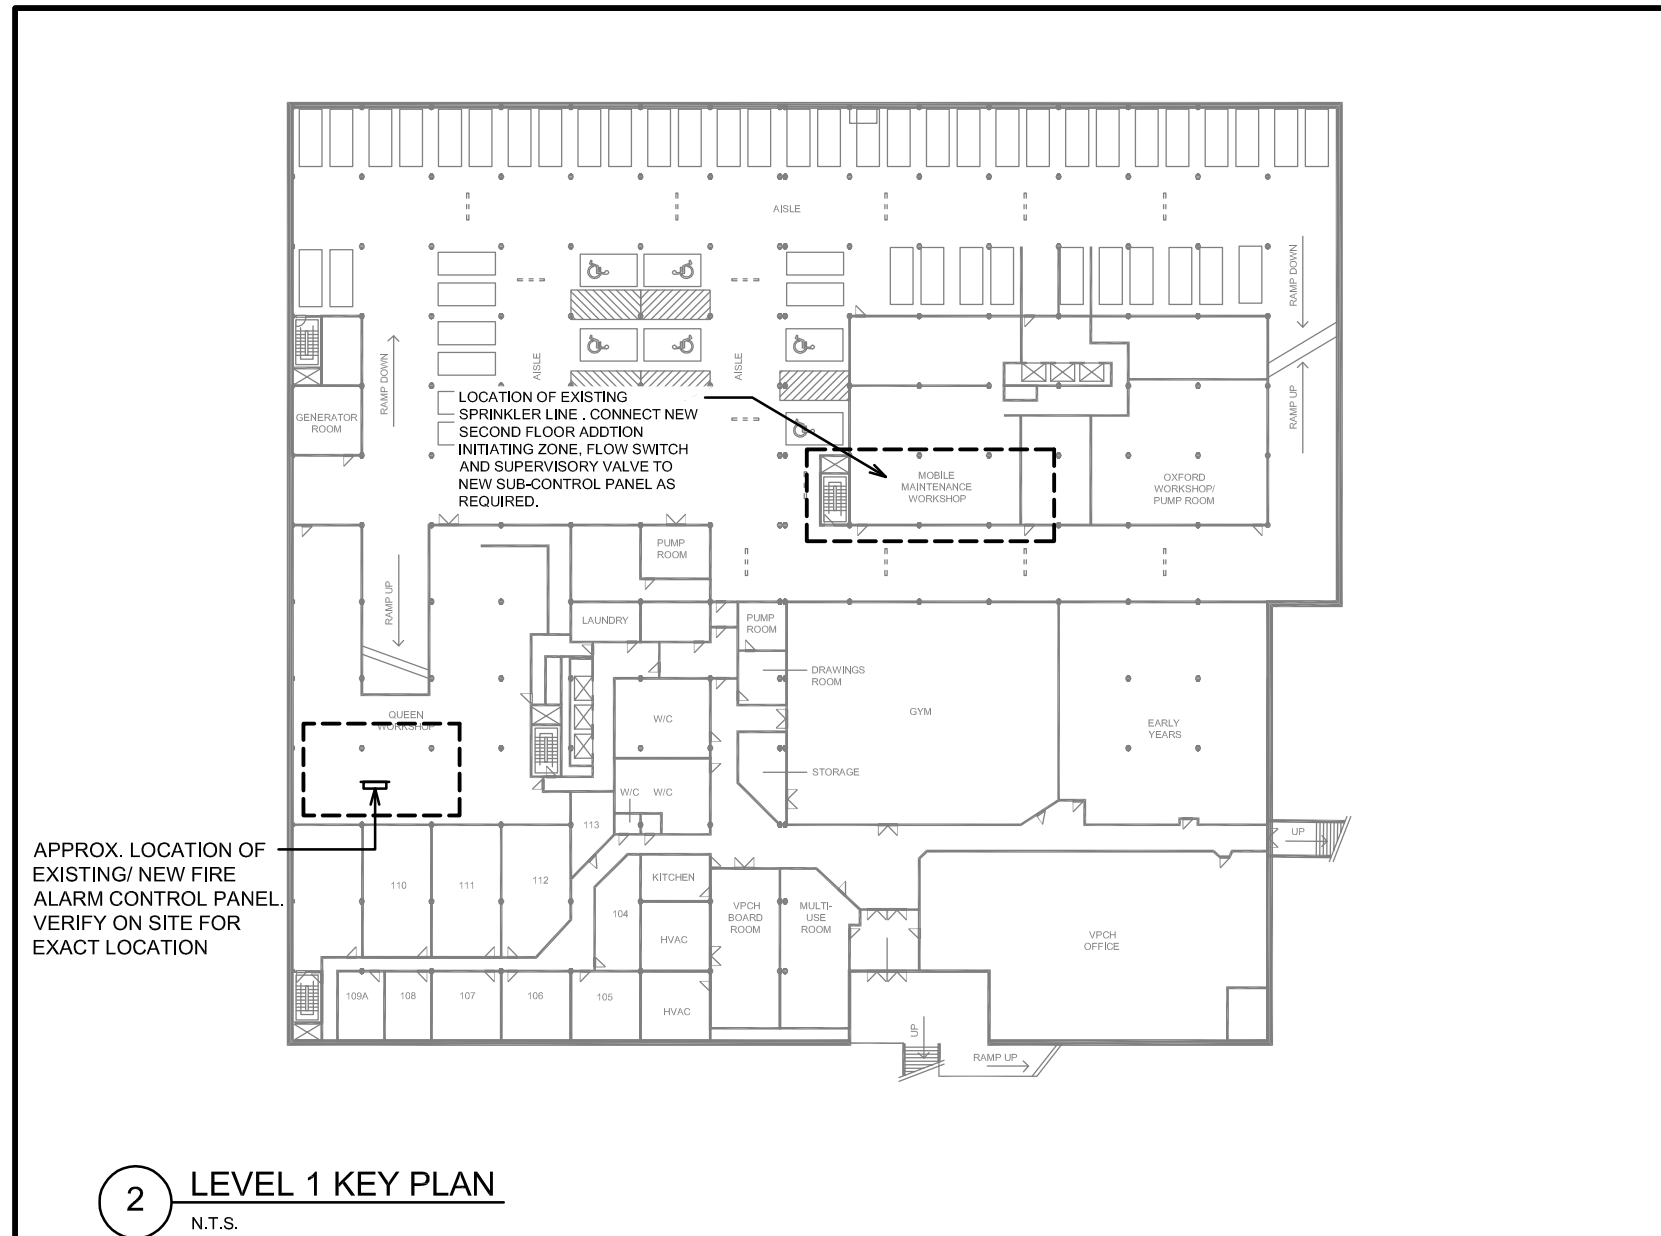 AISLE
RAMP DOWN
RAMP DOWN
AISLE
AISLE
GENERATOR
ROOM
LOCATION OF EXISTING
SPRINKLER LINE . CONNECT NEW
SECOND FLOOR ADDTION
INITIATING ZONE, FLOW SWITCH
AND SUPERVISORY VALVE TO
NEW SUB-CONTROL PANEL AS
REQUIRED.
RAMP UP
MOBILE
MAINTENANCE
WORKSHOP
OXFORD
WORKSHOP/
PUMP ROOM
PUMP
ROOM
RAMP UP
LAUNDRY
PUMP
ROOM
DRAWINGS
ROOM
QUEEN
WORKSHOP
W/C
GYM
EARLY
YEARS
STORAGE
W/C
W/C
113
UP
APPROX. LOCATION OF
EXISTING/ NEW FIRE
ALARM CONTROL PANEL.
VERIFY ON SITE FOR
EXACT LOCATION
110
111
112
KITCHEN
104
VPCH
BOARD
ROOM
MULTI-
USE
ROOM
HVAC
VPCH
OFFICE
109A
108
107
106
105
HVAC
UP
RAMP UP
2
LEVEL 1 KEY PLAN
N.T.S.